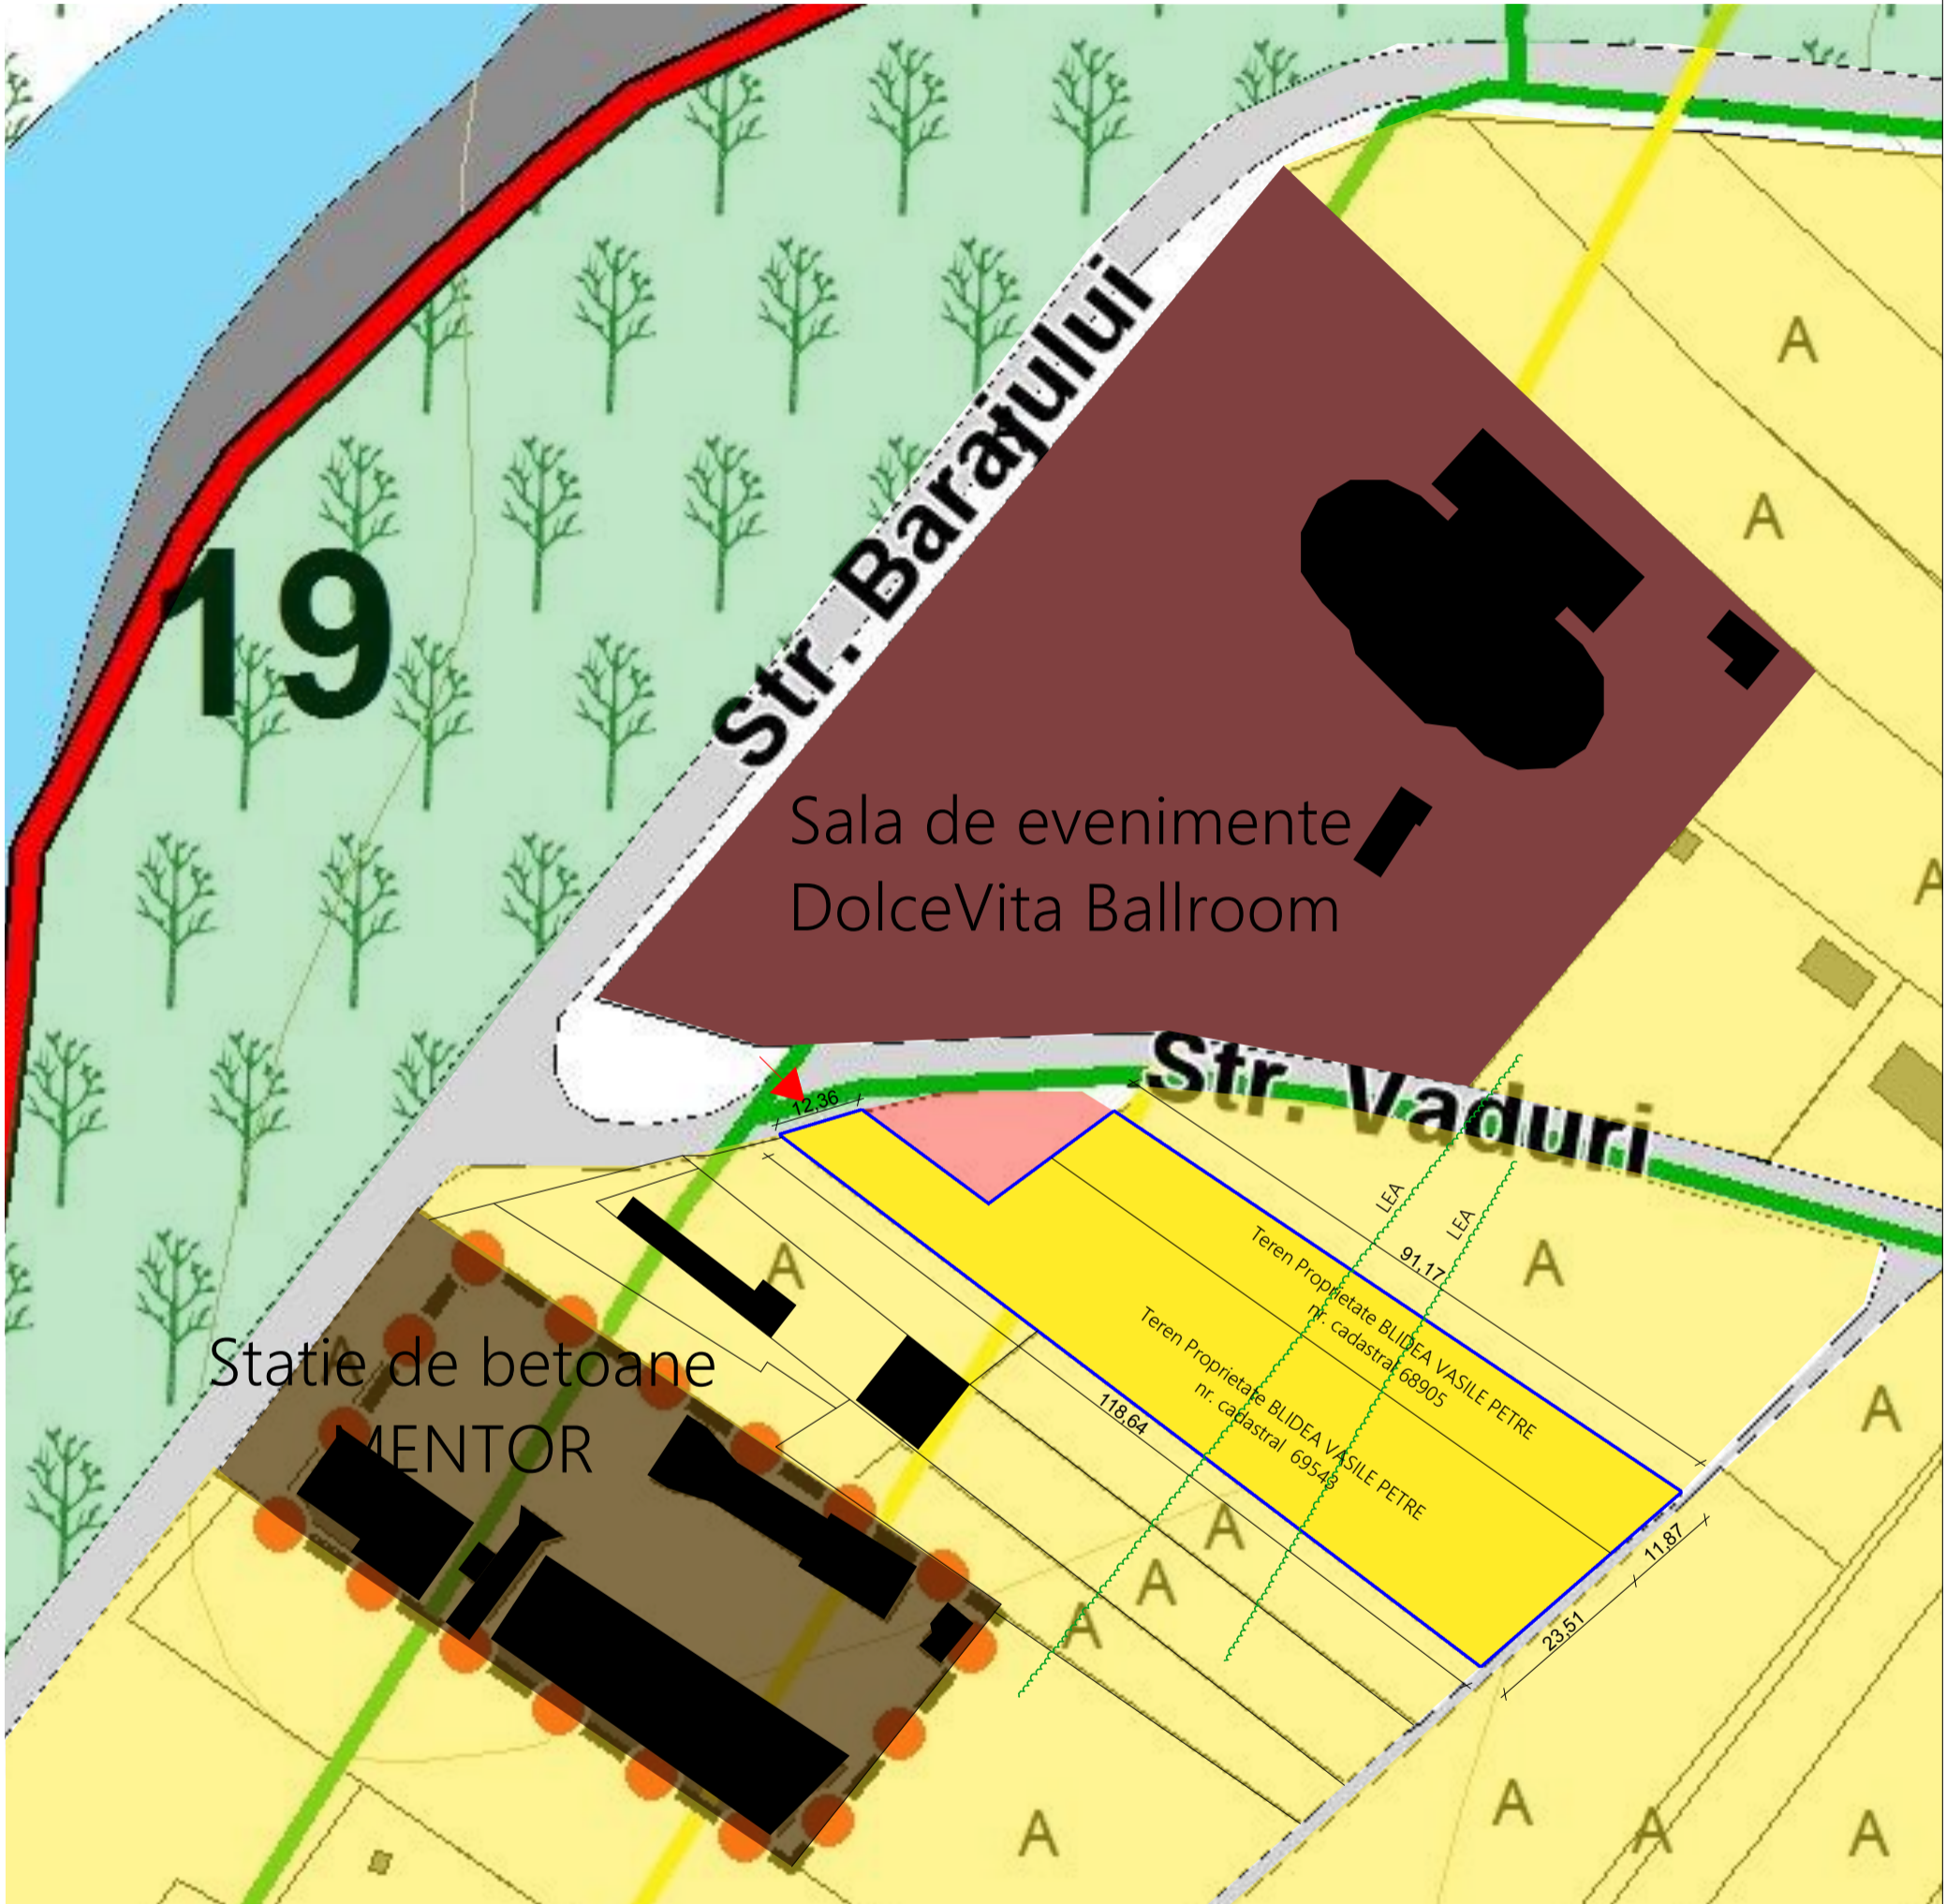 Str. Barajului
A
A
19
A
Sala de evenimente
DolceVita Ballroom
Str. Vaduri
12,36
LEA
LEA
91,17
A
A
A
Teren Proprietate BLIDEA VASILE PETRE
nr. cadastral 68905
Teren Proprietate BLIDEA VASILE PETRE
nr. cadastral 69543
118,64
Statie de betoane
MENTOR
A
A
A
A
A
11,87
23,51
A
A
A
A